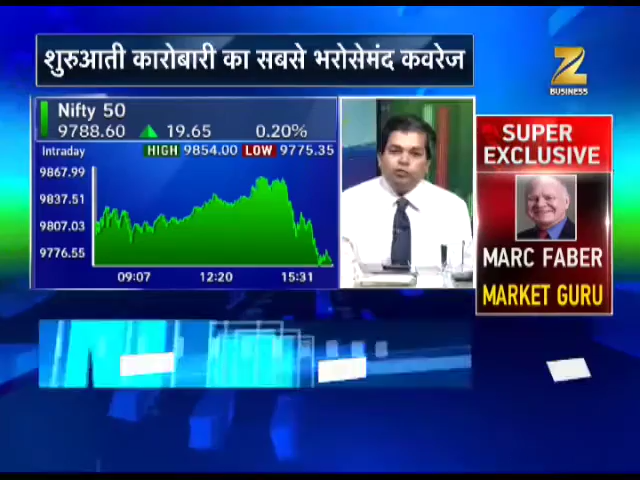 शुरुआती कारोबारी का सबसे भरोसेमंद कवरेज
Z
BUSINESS
Nifty 50
9788.60 19.65 0.20%
Intraday HIGH 9854.00 LOW 9775.35
9867.99
9837.51
9807.03
9776.55
09:07 12:20 15:31
SUPER
EXCLUSIVE
MARC FABER
MARKET GURU